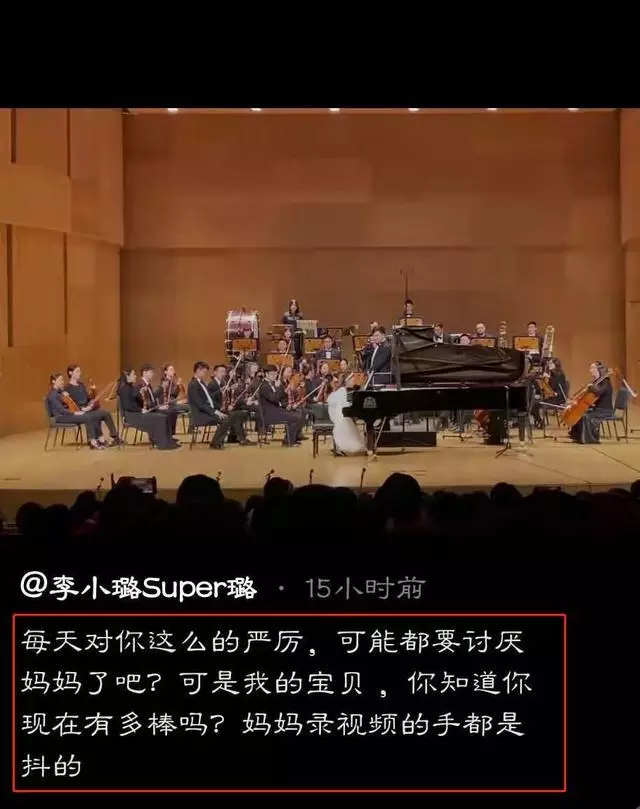 @李小璐Super璐 · 15小时前
每天对你这么的严厉，可能都要讨厌
妈妈了吧？可是我的宝贝，你知道你
现在有多棒吗？妈妈录视频的手都是
抖的